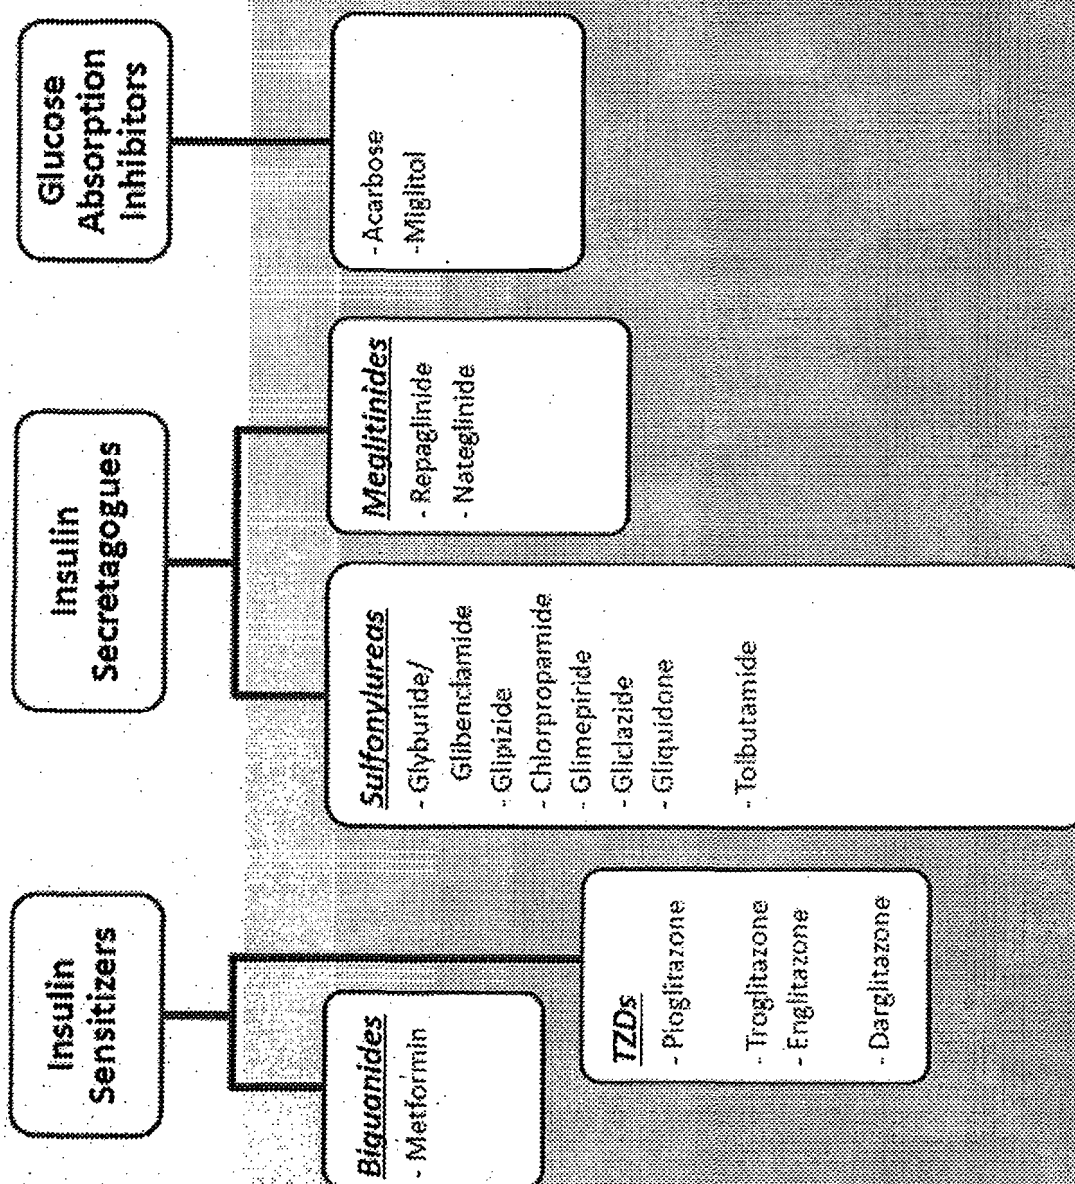 Insulin
Sensitizers
Biguanides
- Metformin
TZDs
- Pioglitazone
- Troglitazone
- Englitazone
- Darglitazone
Insulin
Secretagogues
Sulfonylureas
- Glyburide/
Glibenclamide
- Glipizide
- Chlorpropamide
- Glimepiride
- Gliclazide
- Gliquidone
- Tolbutamide
Meglitinides
- Repaglinide
- Nateglinide
Glucose
Absorption
Inhibitors
-Acarbose
-Miglitol